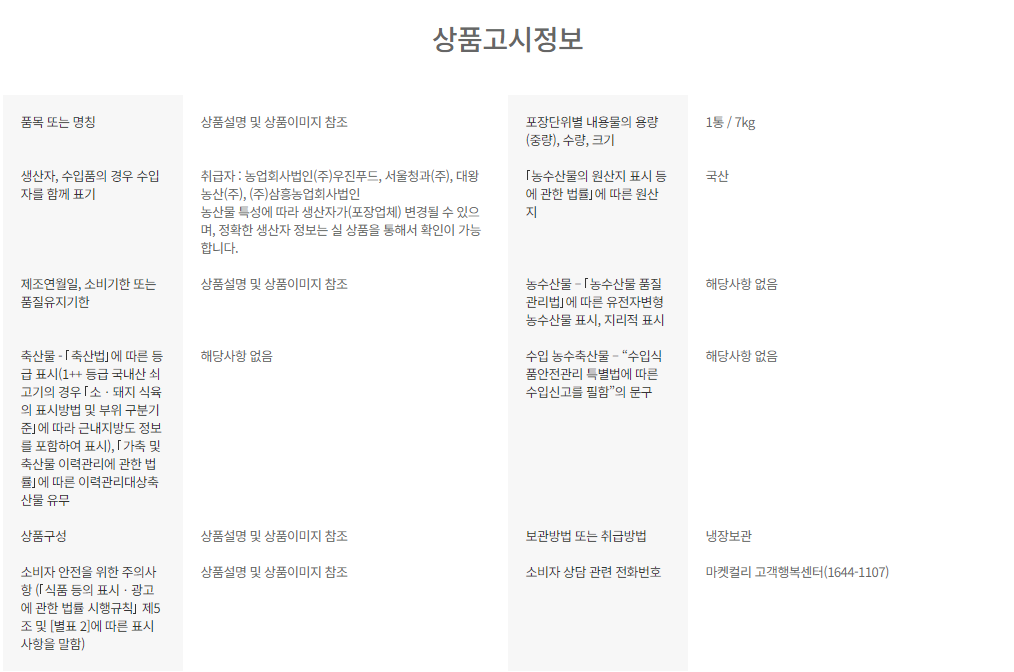 상품고시정보
품목 또는 명칭
상품설명 및 상품이미지 참조
포장단위별 내용물의 용량
(중량), 수량, 크기
1통 / 7kg
생산자, 수입품의 경우 수입
자를 함께 표기
취급자 : 농업회사법인(주)우진푸드, 서울청과(주), 대왕
농산(주), (주)삼흥농업회사법인
농산물 특성에 따라 생산자가(포장업체) 변경될 수 있으
며, 정확한 생산자 정보는 실 상품을 통해서 확인이 가능
합니다.
｢농수산물의 원산지 표시 등
에 관한 법률｣에 따른 원산
지
국산
제조연월일, 소비기한 또는
품질유지기한
상품설명 및 상품이미지 참조
농수산물 – ｢농수산물 품질
관리법｣에 따른 유전자변형
농수산물 표시, 지리적 표시
해당사항 없음
축산물 - ｢축산법｣에 따른 등
급 표시(1++ 등급 국내산 쇠
고기의 경우 ｢소ㆍ돼지 식육
의 표시방법 및 부위 구분기
준｣에 따라 근내지방도 정보
를 포함하여 표시), ｢가축 및
축산물 이력관리에 관한 법
률｣에 따른 이력관리대상축
산물 유무
해당사항 없음
수입 농수축산물 – “수입식
품안전관리 특별법에 따른
수입신고를 필함”의 문구
해당사항 없음
상품구성
상품설명 및 상품이미지 참조
보관방법 또는 취급방법
냉장보관
소비자 안전을 위한 주의사
항 (｢식품 등의 표시ㆍ광고
에 관한 법률 시행규칙｣ 제5
조 및 [별표 2]에 따른 표시
사항을 말함)
상품설명 및 상품이미지 참조
소비자 상담 관련 전화번호
마켓컬리 고객행복센터(1644-1107)